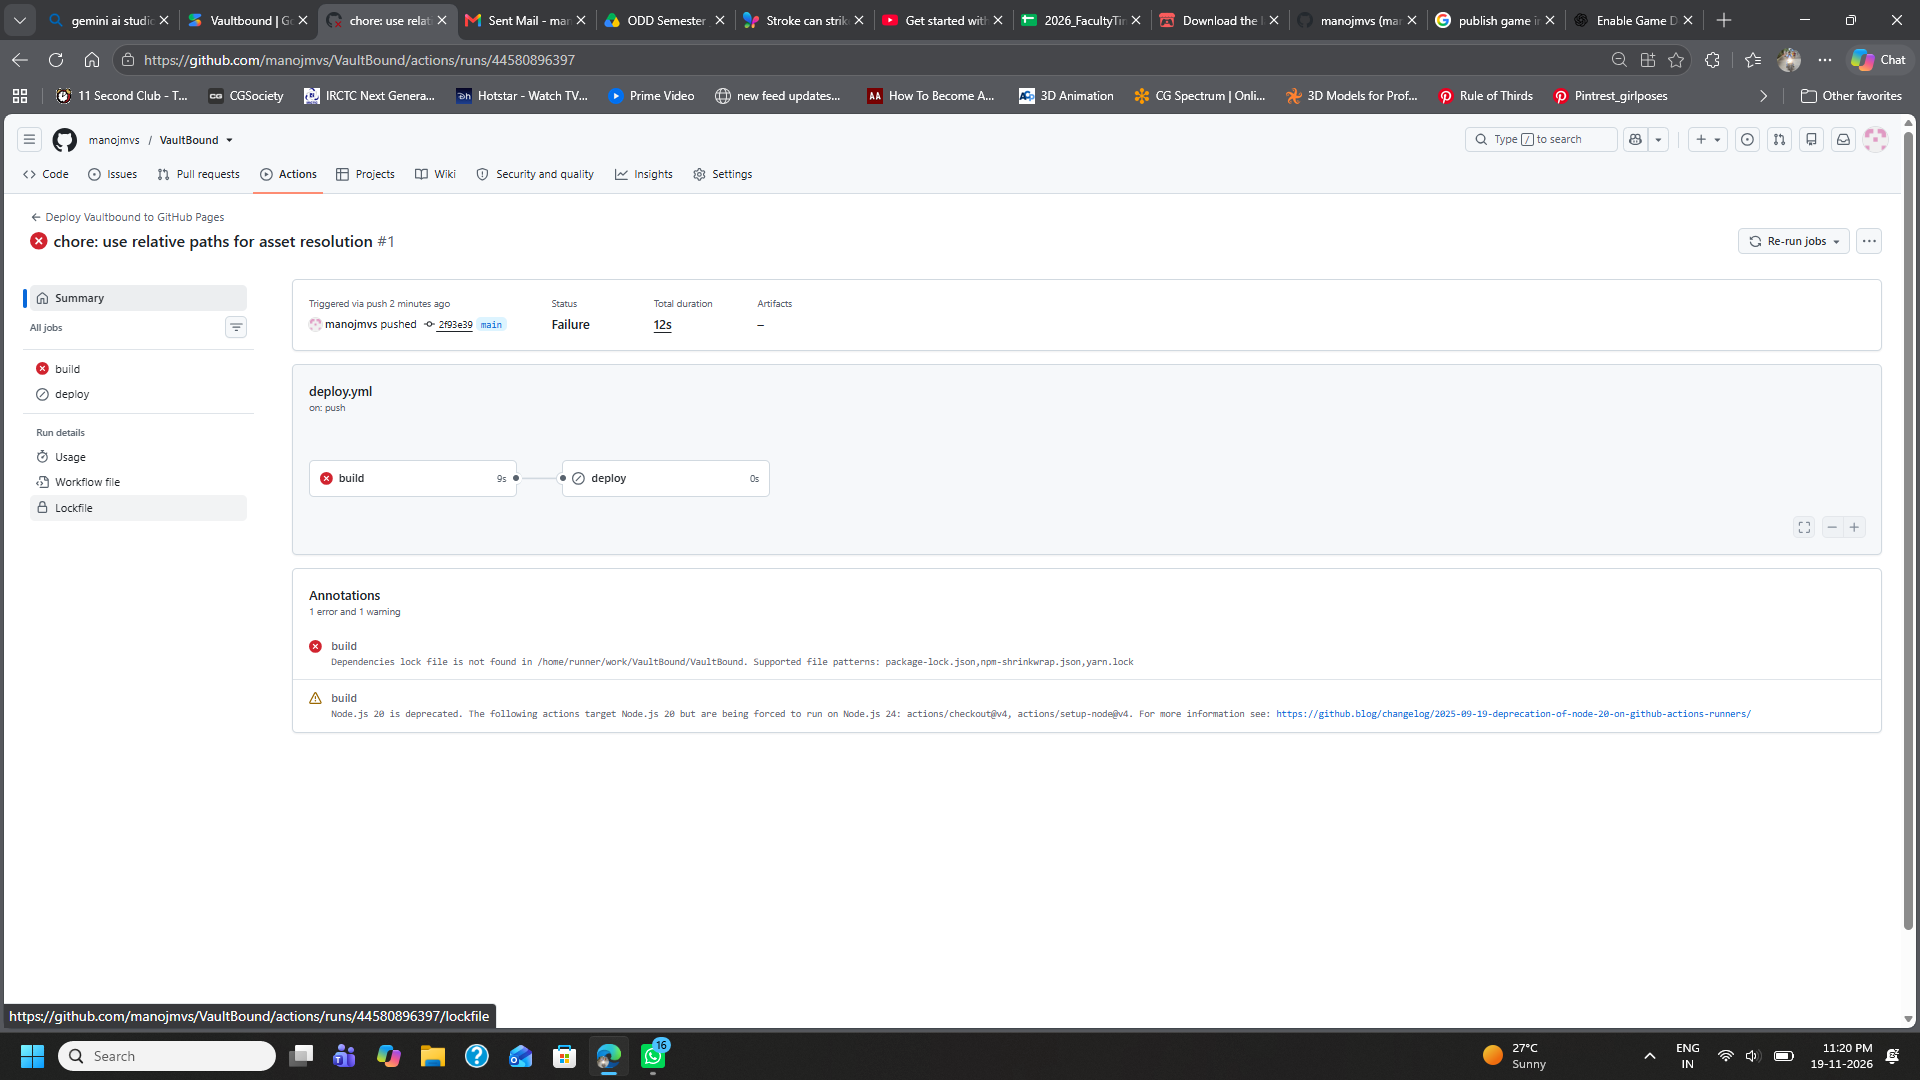 gemini ai studio
Vaultbound | Go
chore: use relati
Sent Mail - man
ODD Semester
Stroke can strike
Get started with
2026_FacultyTim
Download the
manojmvs (man
publish game in
Enable Game D
https://github.com/manojmvs/VaultBound/actions/runs/44580896397
Chat
11 Second Club - T...
CGSociety
IRCTC Next Genera...
Hotstar - Watch TV...
Prime Video
new feed updates...
How To Become A...
3D Animation
CG Spectrum | Onli...
3D Models for Prof...
Rule of Thirds
Pintrest_girlposes
Other favorites
manojmvs / VaultBound
Type / to search
Code
Issues
Pull requests
Actions
Projects
Wiki
Security and quality
Insights
Settings
Deploy Vaultbound to GitHub Pages
chore: use relative paths for asset resolution #1
Re-run jobs
Summary
All jobs
build
deploy
Run details
Usage
Workflow file
Lockfile
Triggered via push 2 minutes ago
manojmvs pushed 2f93e39 main
Status
Failure
Total duration
12s
Artifacts
–
deploy.yml
on: push
build 9s
deploy 0s
Annotations
1 error and 1 warning
build
Dependencies lock file is not found in /home/runner/work/VaultBound/VaultBound. Supported file patterns: package-lock.json,npm-shrinkwrap.json,yarn.lock
build
Node.js 20 is deprecated. The following actions target Node.js 20 but are being forced to run on Node.js 24: actions/checkout@v4, actions/setup-node@v4. For more information see: https://github.blog/changelog/2025-09-19-deprecation-of-node-20-on-github-actions-runners/
https://github.com/manojmvs/VaultBound/actions/runs/44580896397/lockfile
Search
16
27°C
Sunny
ENG
IN
11:20 PM
19-11-2026